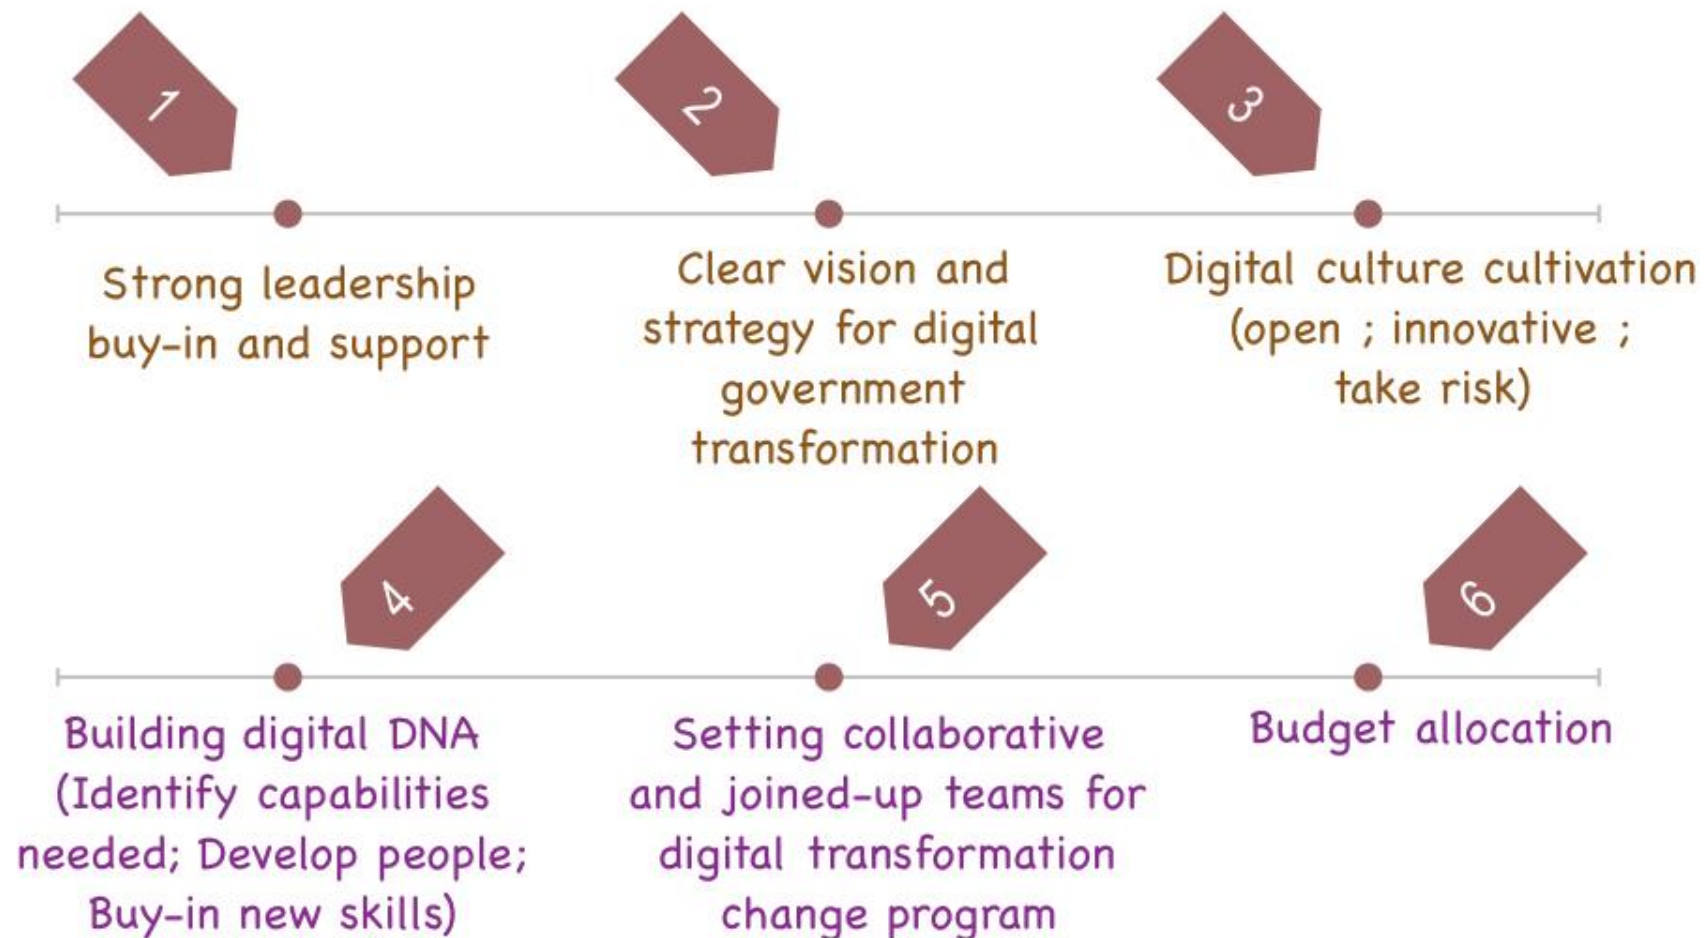 1
Strong leadership
buy-in and support
2
Clear vision and
strategy for digital
government
transformation
3
Digital culture cultivation
(open ; innovative ;
take risk)
4
Building digital DNA
(Identify capabilities
needed; Develop people;
Buy-in new skills)
5
Setting collaborative
and joined-up teams for
digital transformation
change program
6
Budget allocation